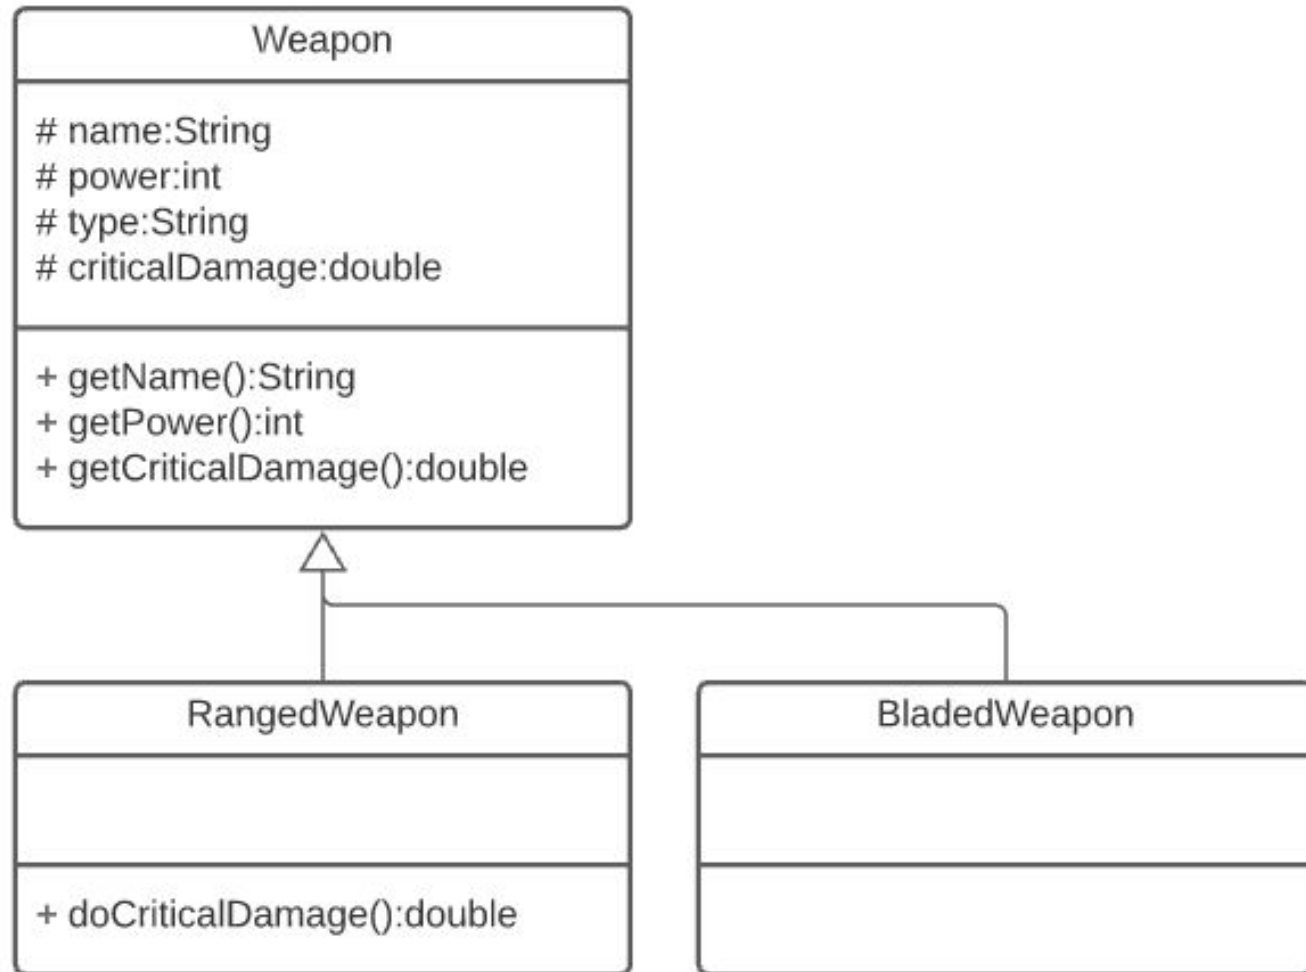 Weapon
# name:String
# power:int
# type:String
# criticalDamage:double
+ getName():String
+ getPower():int
+ getCriticalDamage():double
RangedWeapon
+ doCriticalDamage():double
BladedWeapon